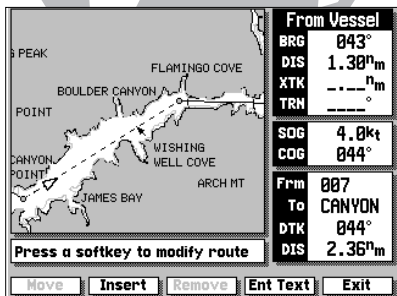 From Vessel
BRG 043°
DIS 1.30nm
XTK _.__nm
TRN ___°
SOG 4.0kt
COG 044°
Frm 007
To CANYON
DTK 044°
DIS 2.36nm
PEAK
FLAMINGO COVE
BOULDER CANYON
POINT
WISHING
WELL COVE
CANYON
POINT
ARCH MT
JAMES BAY
Press a softkey to modify route
Move Insert Remove Ent Text Exit